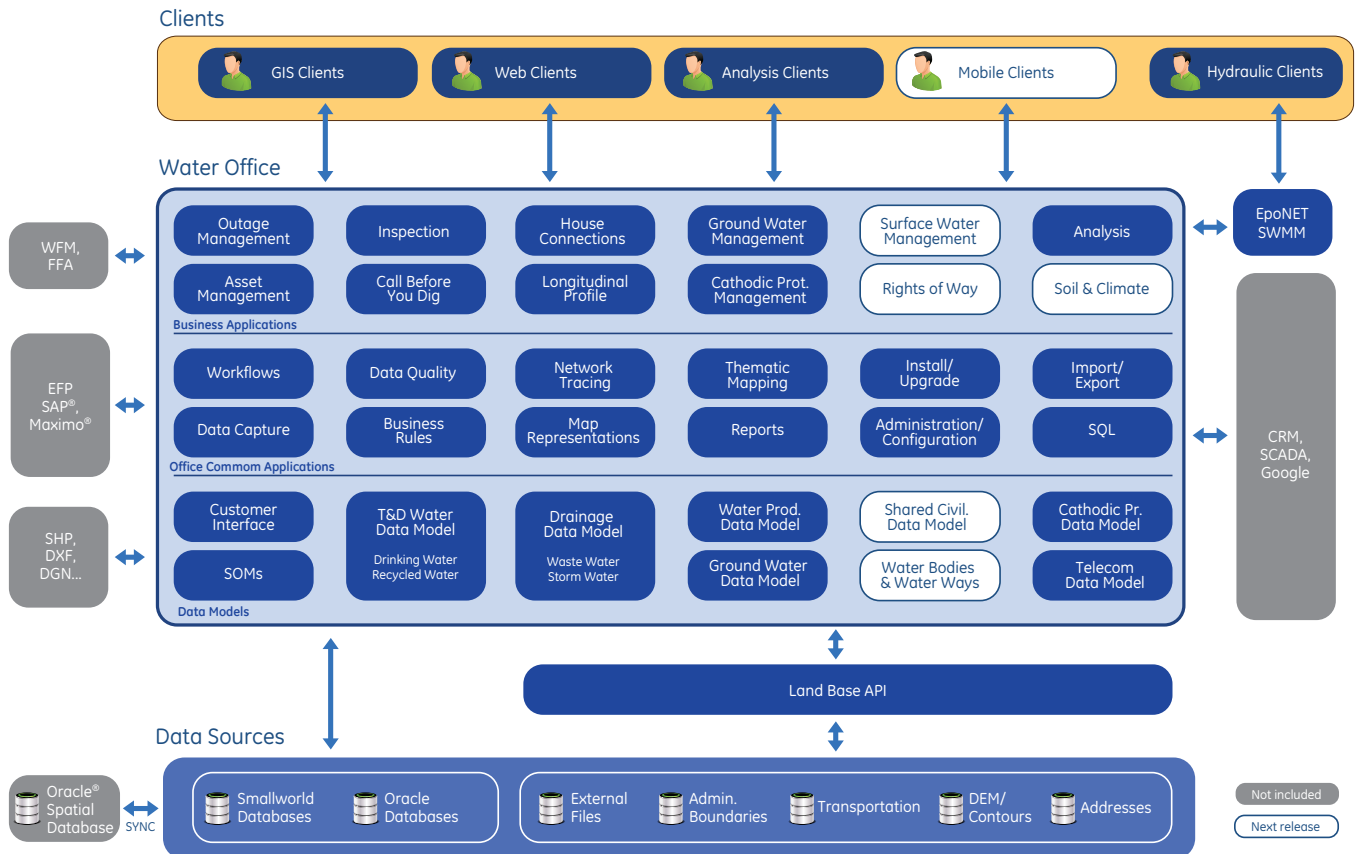 Clients
GIS Clients
Web Clients
Analysis Clients
Mobile Clients
Hydraulic Clients
Water Office
WFM,
FFA
EFP
SAP®,
Maximo®
SHP,
DXF,
DGN...
Outage
Management
Inspection
House
Connections
Ground Water
Management
Surface Water
Management
Analysis
Asset
Management
Call Before
You Dig
Longitudinal
Profile
Cathodic Prot.
Management
Rights of Way
Soil & Climate
Business Applications
Workflows
Data Quality
Network
Tracing
Thematic
Mapping
Install/
Upgrade
Import/
Export
Data Capture
Business
Rules
Map
Representations
Reports
Administration/
Configuration
SQL
Office Commom Applications
Customer
Interface
SOMs
T&D Water
Data Model
Drinking Water
Recycled Water
Drainage
Data Model
Waste Water
Storm Water
Water Prod.
Data Model
Ground Water
Data Model
Shared Civil.
Data Model
Water Bodies
& Water Ways
Cathodic Pr.
Data Model
Telecom
Data Model
Data Models
EpoNET
SWMM
CRM,
SCADA,
Google
Land Base API
Data Sources
Oracle®
Spatial
Database
SYNC
Smallworld
Databases
Oracle
Databases
External
Files
Admin.
Boundaries
Transportation
DEM/
Contours
Addresses
Not included
Next release